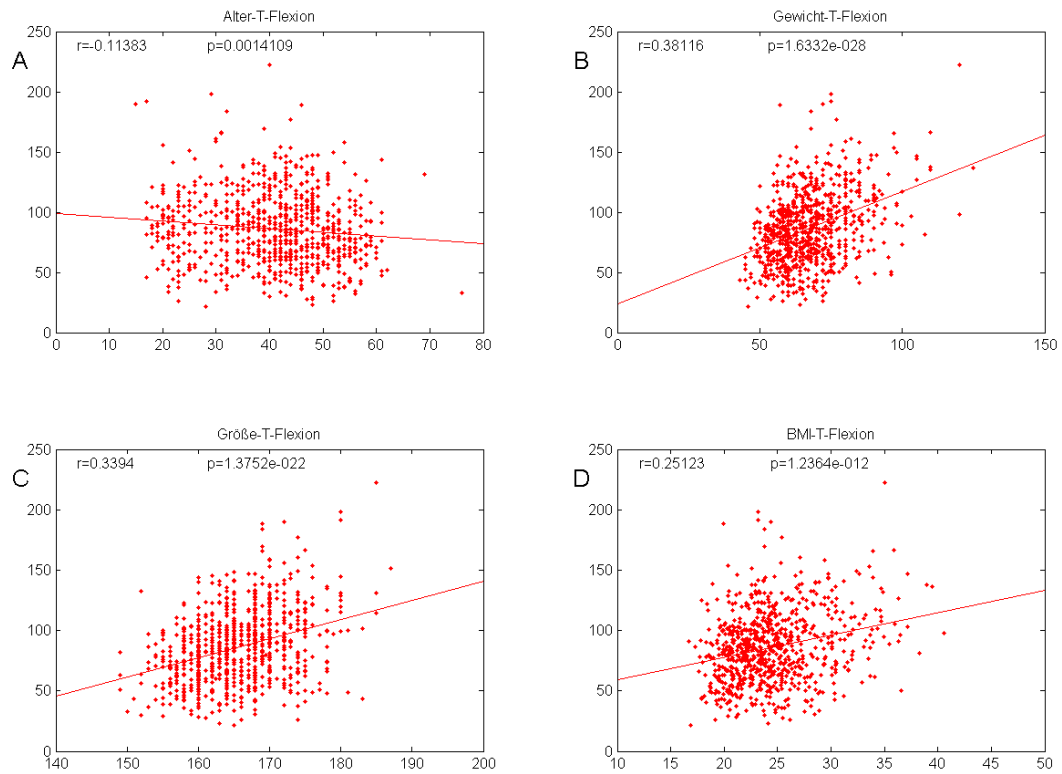 Alter-T-Flexion
A
r=-0.11383 p=0.0014109
250
200
150
100
50
0
0 10 20 30 40 50 60 70 80
Gewicht-T-Flexion
B
r=0.38116 p=1.6332e-028
250
200
150
100
50
0
0 50 100 150
Größe-T-Flexion
C
r=0.3394 p=1.3752e-022
250
200
150
100
50
0
140 150 160 170 180 190 200
BMI-T-Flexion
D
r=0.25123 p=1.2364e-012
250
200
150
100
50
0
10 15 20 25 30 35 40 45 50